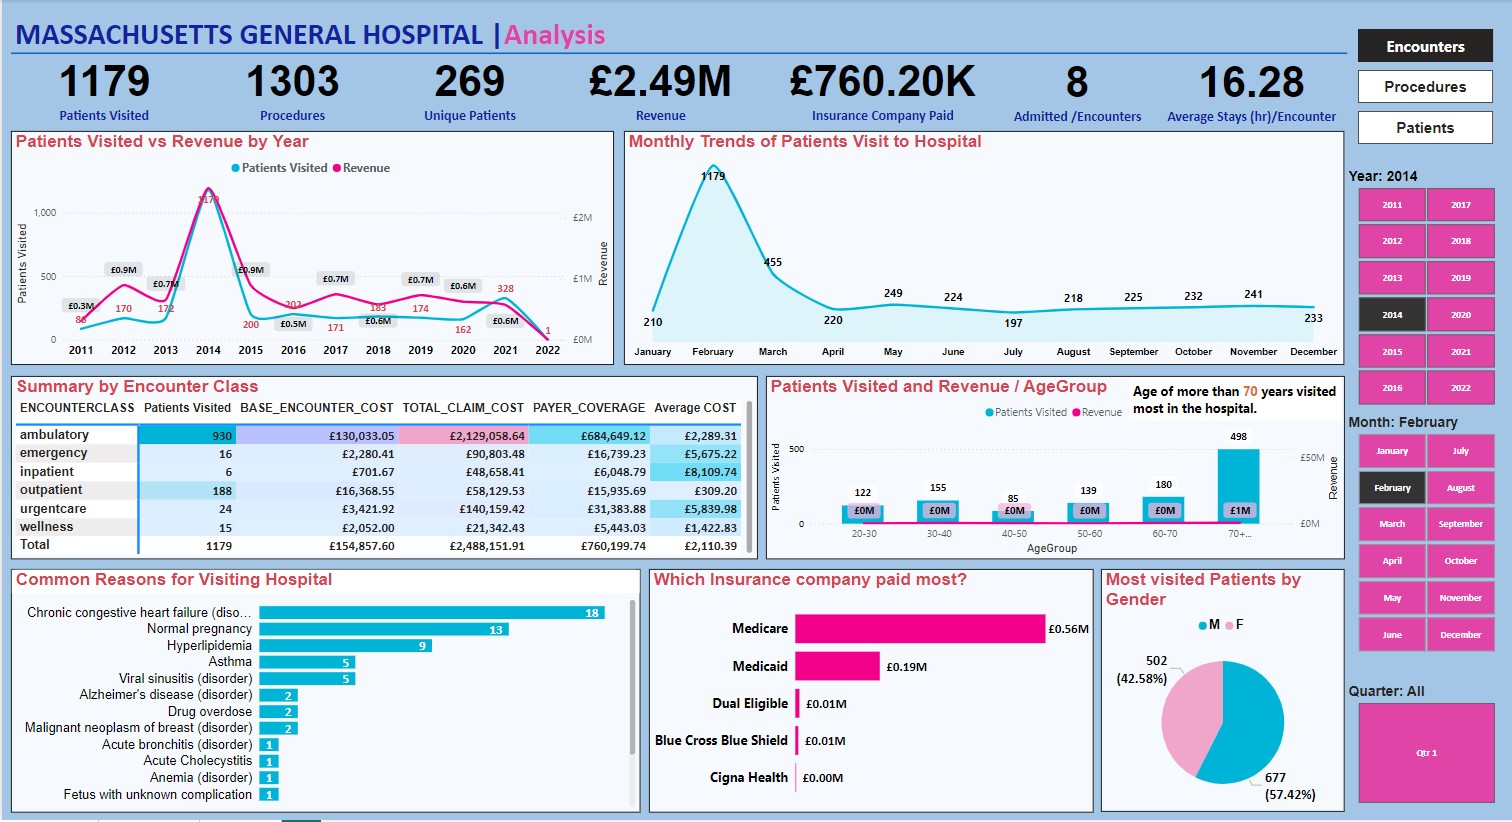 MASSACHUSETTS GENERAL HOSPITAL | Analysis
1179 1303 269 £2.49M £760.20K 8 16.28
Patients Visited Procedures Unique Patients Revenue Insurance Company Paid Admitted /Encounters Average Stays (hr)/Encounter
Encounters
Procedures
Patients
Patients Visited vs Revenue by Year
Patients Visited Revenue
Patients Visited
1,000
500
0
£2M
£1M
£0M
Revenue
£0.3M £0.9M £0.7M £0.9M £0.5M £0.7M £0.6M £0.7M £0.6M £0.6M
88 170 172 1179 200 202 171 183 174 162 328 1
2011 2012 2013 2014 2015 2016 2017 2018 2019 2020 2021 2022
Monthly Trends of Patients Visit to Hospital
210 1179 455 220 249 224 197 218 225 232 241 233
January February March April May June July August September October November December
Year: 2014
2011 2017
2012 2018
2013 2019
2014 2020
2015 2021
2016 2022
Summary by Encounter Class
ENCOUNTERCLASS Patients Visited BASE_ENCOUNTER_COST TOTAL_CLAIM_COST PAYER_COVERAGE Average COST
ambulatory 930 £130,033.05 £2,129,058.64 £684,649.12 £2,289.31
emergency 16 £2,280.41 £90,803.48 £16,739.23 £5,675.22
inpatient 6 £701.67 £48,658.41 £6,048.79 £8,109.74
outpatient 188 £16,368.55 £58,129.53 £15,935.69 £309.20
urgentcare 24 £3,421.92 £140,159.42 £31,383.88 £5,839.98
wellness 15 £2,052.00 £21,342.43 £5,443.03 £1,422.83
Total 1179 £154,857.60 £2,488,151.91 £760,199.74 £2,110.39
Patients Visited and Revenue / AgeGroup
Age of more than 70 years visited
most in the hospital.
Patients Visited Revenue
Patients Visited
500
0
£50M
£0M
Revenue
122 155 85 139 180 498
£0M £0M £0M £0M £0M £1M
20-30 30-40 40-50 50-60 60-70 70+...
AgeGroup
Month: February
January July
February August
March September
April October
May November
June December
Common Reasons for Visiting Hospital
Chronic congestive heart failure (diso... 18
Normal pregnancy 13
Hyperlipidemia 9
Asthma 5
Viral sinusitis (disorder) 5
Alzheimer's disease (disorder) 2
Drug overdose 2
Malignant neoplasm of breast (disorder) 2
Acute bronchitis (disorder) 1
Acute Cholecystitis 1
Anemia (disorder) 1
Fetus with unknown complication 1
Which Insurance company paid most?
Medicare £0.56M
Medicaid £0.19M
Dual Eligible £0.01M
Blue Cross Blue Shield £0.01M
Cigna Health £0.00M
Most visited Patients by
Gender
M F
502
(42.58%)
677
(57.42%)
Quarter: All
Qtr 1